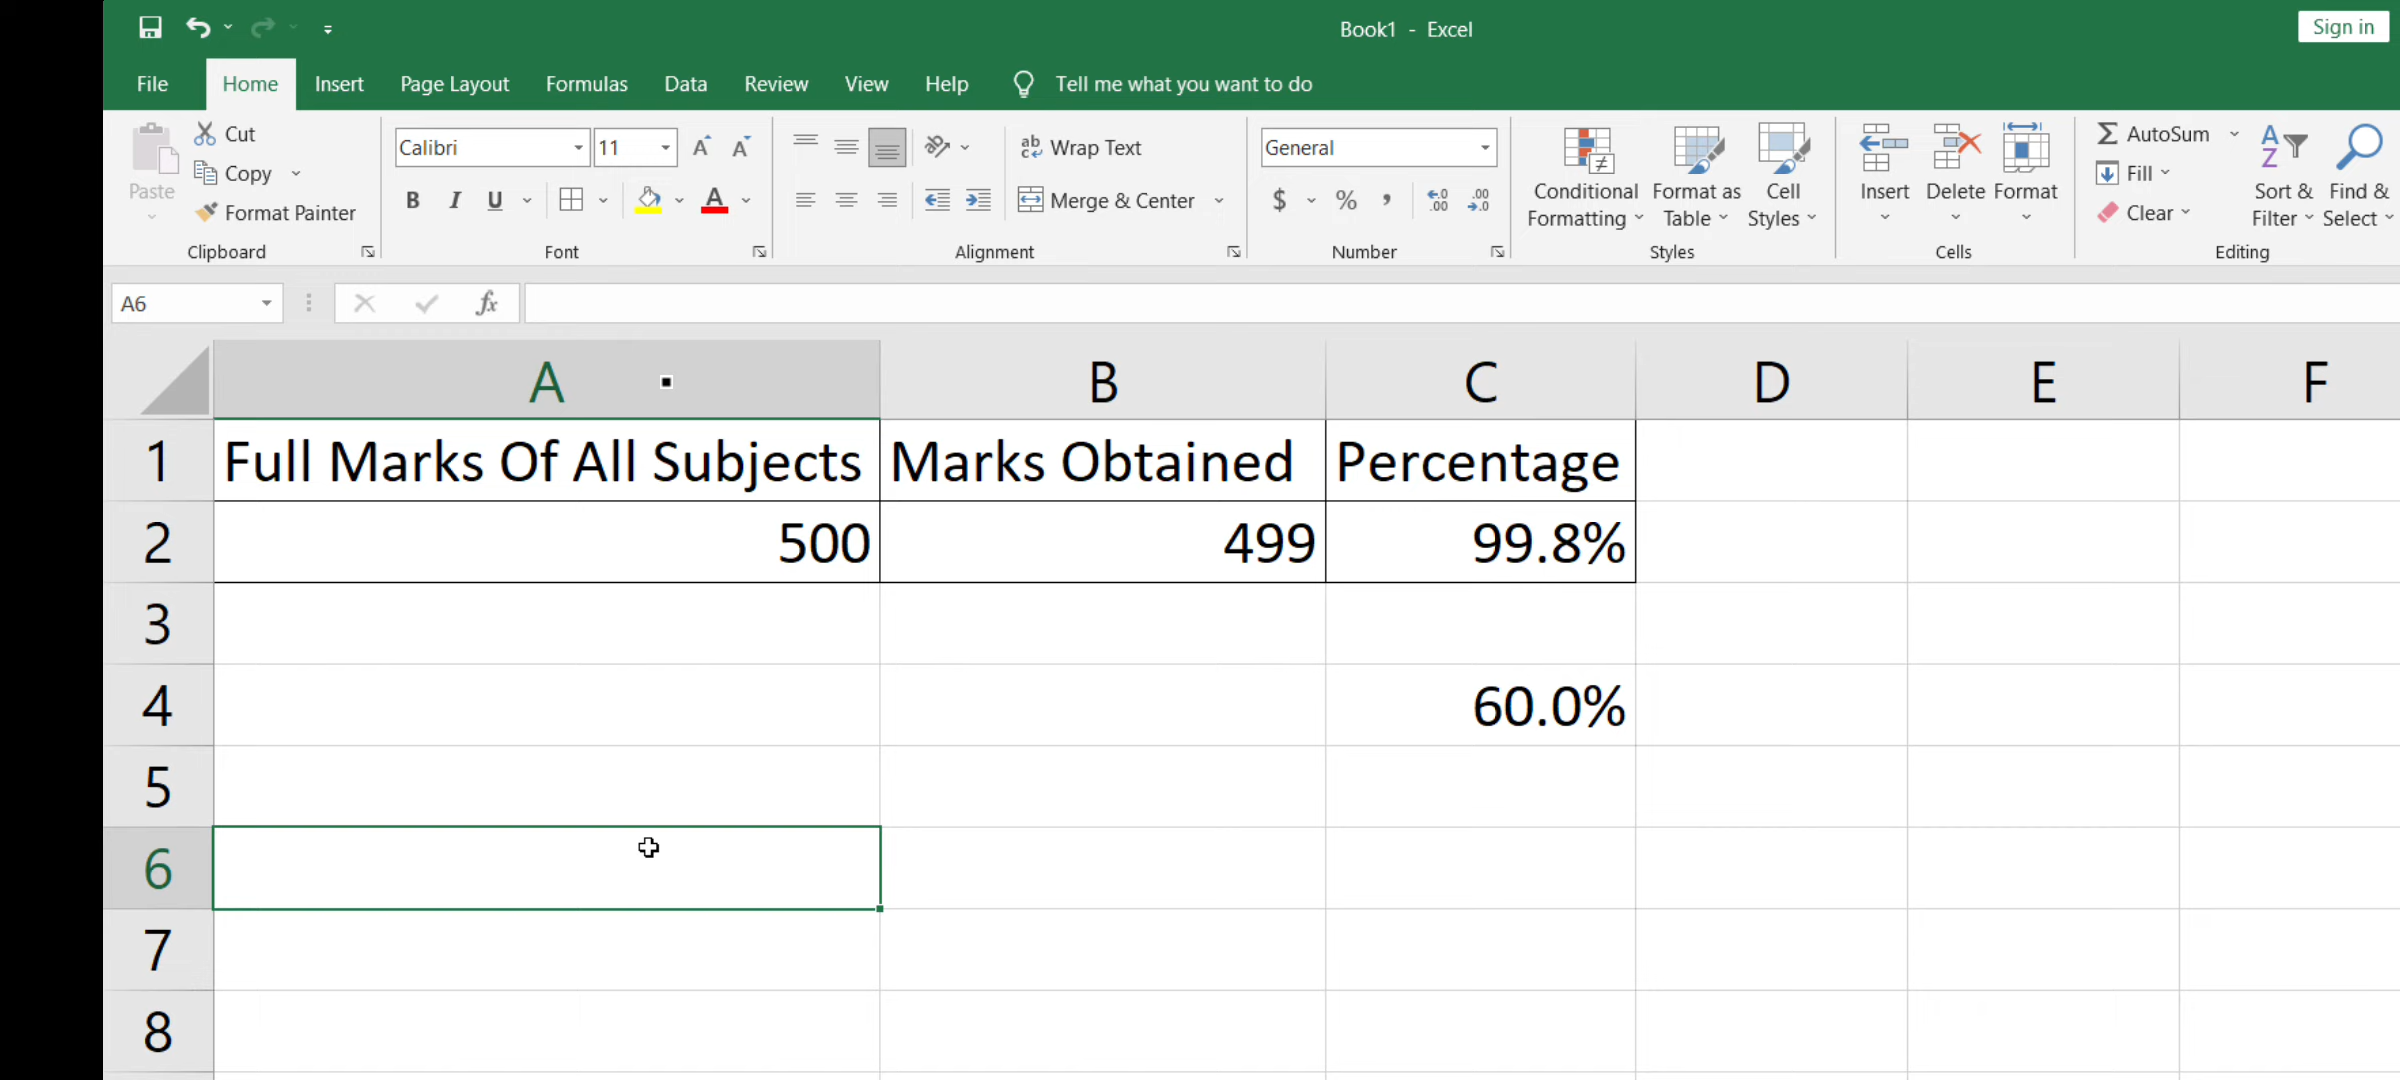 Book1 - Excel
Sign in
File Home Insert Page Layout Formulas Data Review View Help Tell me what you want to do
Paste
Cut
Copy
Format Painter
Clipboard
Calibri 11 A A
B I U A
Font
ab Wrap Text
Merge & Center
Alignment
General
$ % , .00 .00
Number
Conditional Formatting
Format as Table
Cell Styles
Styles
Insert Delete Format
Cells
Σ AutoSum
Fill
Clear
Sort & Filter
Find & Select
Editing
A6 fx
A B C D E F
1 Full Marks Of All Subjects Marks Obtained Percentage
2 500 499 99.8%
3
4 60.0%
5
6
7
8